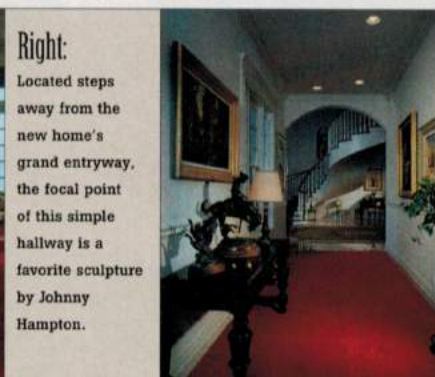 Right:
Located steps
away from the
new home's
grand entryway,
the focal point
of this simple
hallway is a
favorite sculpture
by Johnny
Hampton.